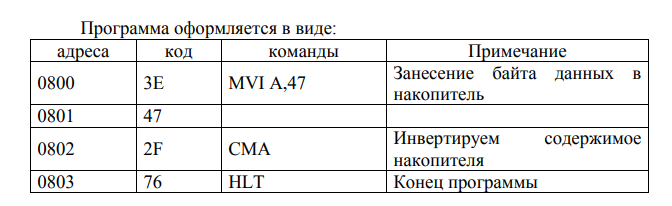 Программа оформляется в виде:
адреса код команды Примечание
0800 3E MVI A,47 Занесение байта данных в
накопитель
0801 47
0802 2F CMA Инвертируем содержимое
накопителя
0803 76 HLT Конец программы